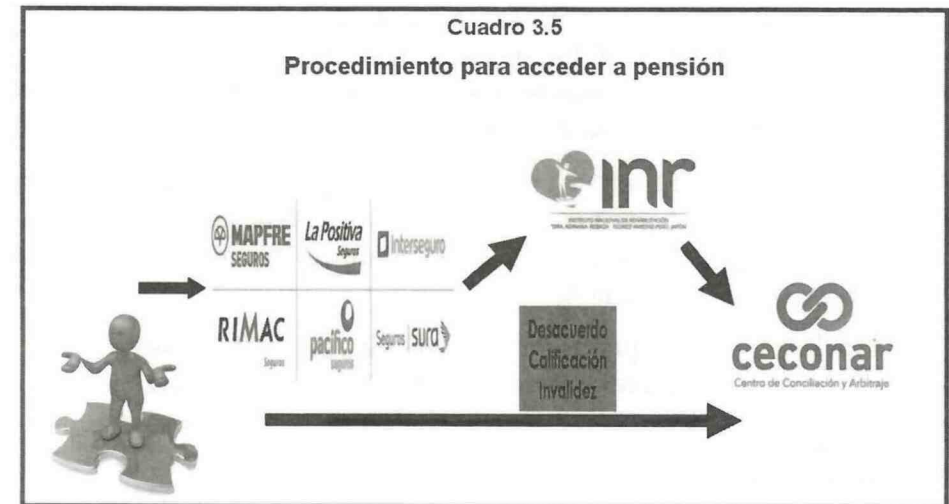 Cuadro 3.5
Procedimiento para acceder a pensión
inr
MAPFRE
SEGUROS
La Positiva
Seguros
Interseguro
RIMAC
Seguros
pacífico
seguros
Seguros sura
Desacuerdo
Calificación
Invalidez
ceconar
Centro de Conciliación y Arbitraje